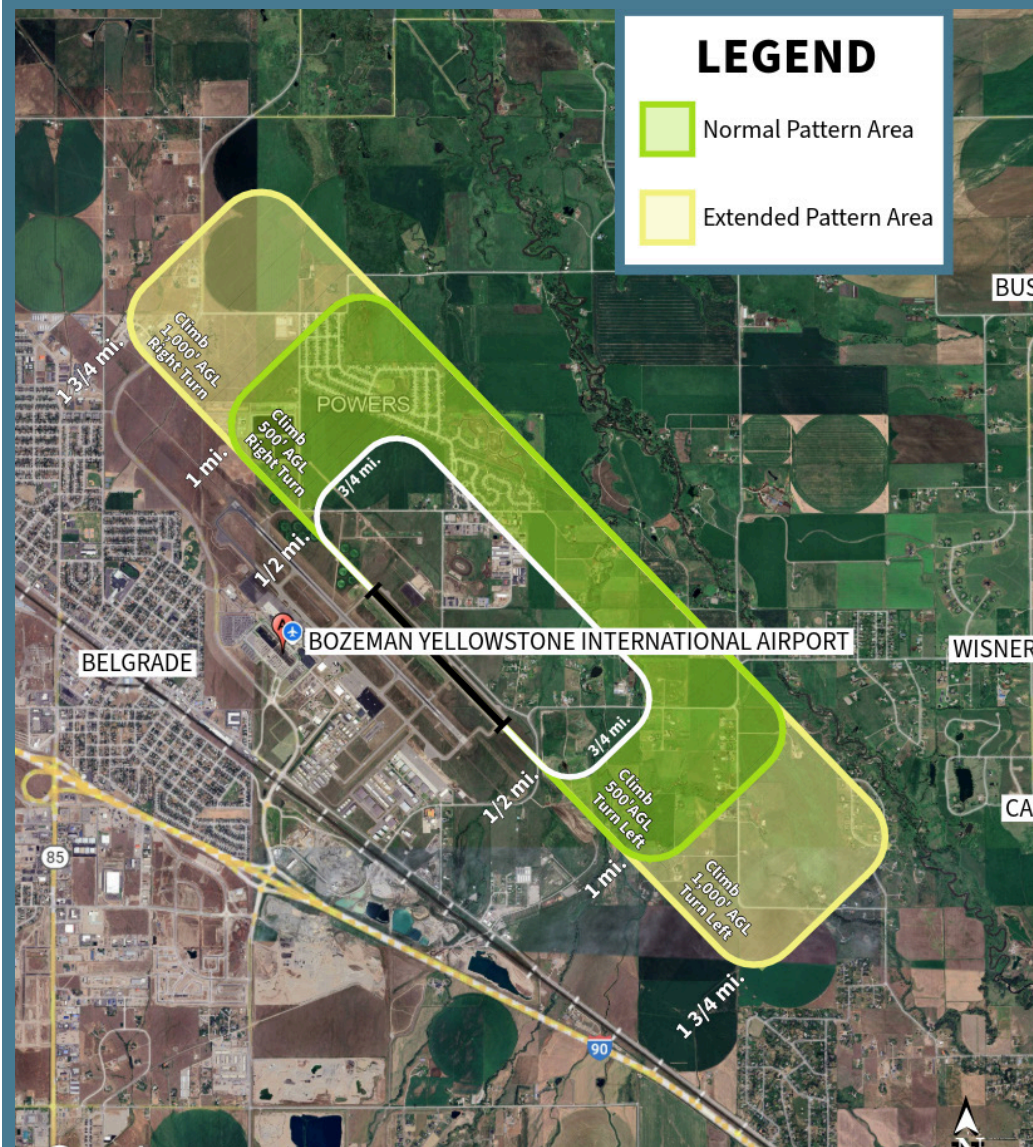 LEGEND
Normal Pattern Area
Extended Pattern Area
BUS
Climb
1,000' AGL
Right Turn
1 3/4 mi.
POWERS
Climb
500' AGL
Right Turn
1 mi.
3/4 mi.
1/2 mi.
BOZEMAN YELLOWSTONE INTERNATIONAL AIRPORT
BELGRADE
WISNER
3/4 mi.
1/2 mi.
Climb
500'AGL
Turn Left
CA
85
1 mi.
Climb
1,000' AGL
Turn Left
1 3/4 mi.
90